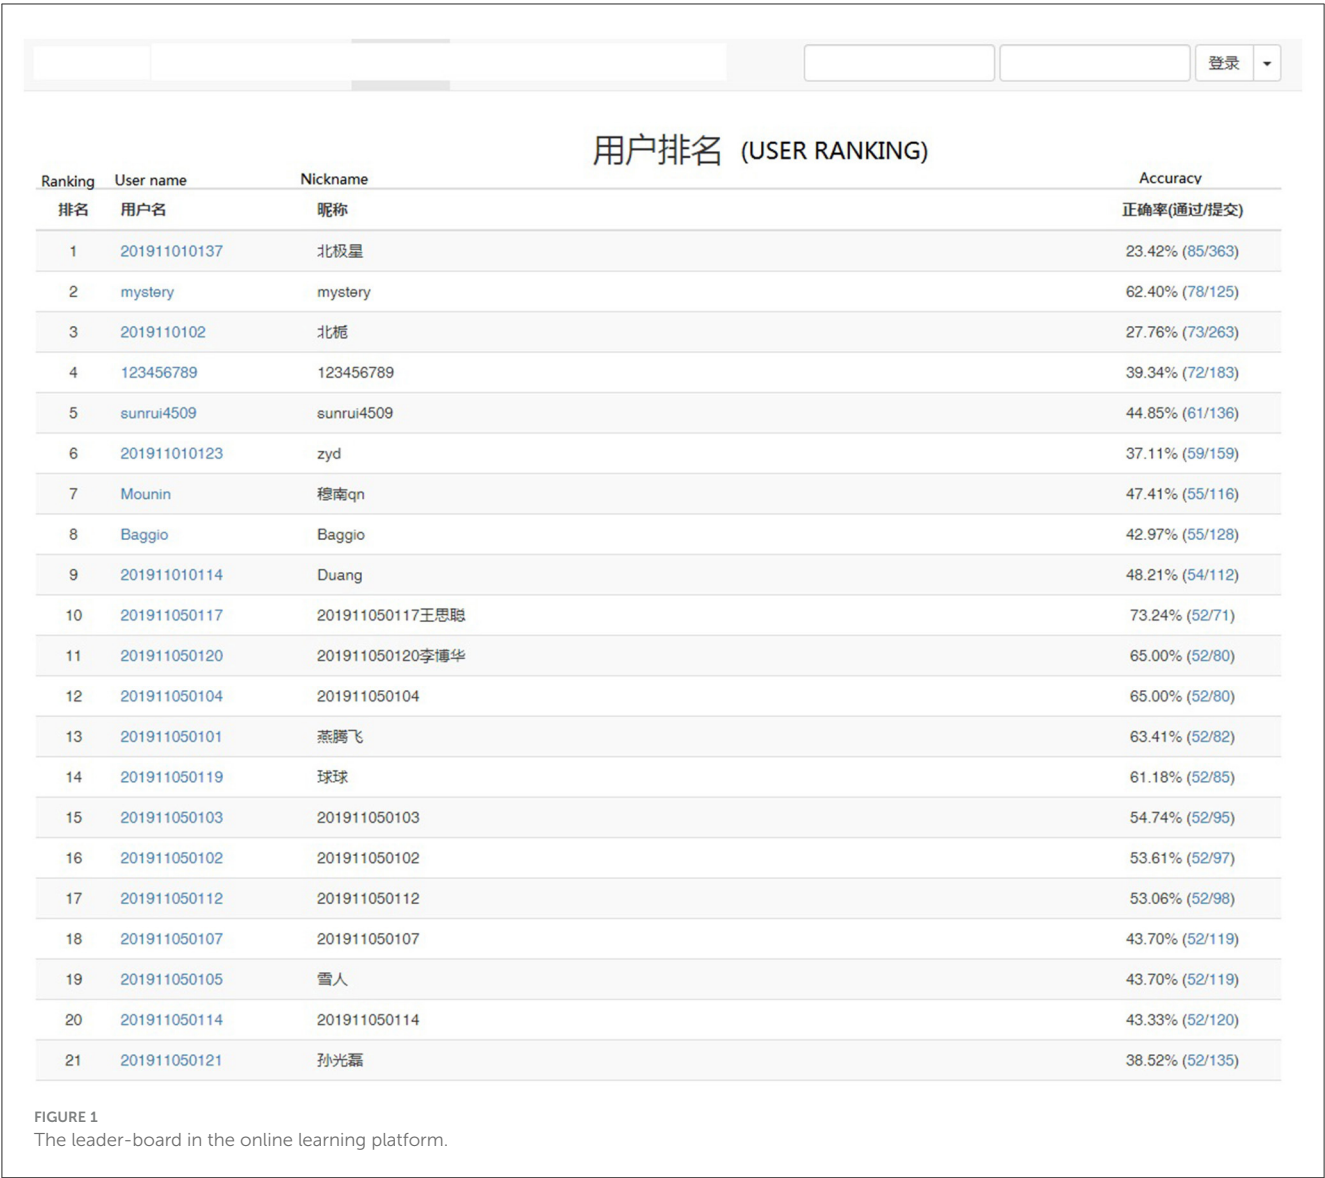 登录
用户排名 (USER RANKING)
Ranking User name Nickname Accuracy
排名 用户名 昵称 正确率(通过/提交)
1 201911010137 北极星 23.42% (85/363)
2 mystery mystery 62.40% (78/125)
3 2019110102 北栀 27.76% (73/263)
4 123456789 123456789 39.34% (72/183)
5 sunrui4509 sunrui4509 44.85% (61/136)
6 201911010123 zyd 37.11% (59/159)
7 Mounin 穆南qn 47.41% (55/116)
8 Baggio Baggio 42.97% (55/128)
9 201911010114 Duang 48.21% (54/112)
10 201911050117 201911050117王思聪 73.24% (52/71)
11 201911050120 201911050120李博华 65.00% (52/80)
12 201911050104 201911050104 65.00% (52/80)
13 201911050101 燕腾飞 63.41% (52/82)
14 201911050119 球球 61.18% (52/85)
15 201911050103 201911050103 54.74% (52/95)
16 201911050102 201911050102 53.61% (52/97)
17 201911050112 201911050112 53.06% (52/98)
18 201911050107 201911050107 43.70% (52/119)
19 201911050105 雪人 43.70% (52/119)
20 201911050114 201911050114 43.33% (52/120)
21 201911050121 孙光磊 38.52% (52/135)
FIGURE 1
The leader-board in the online learning platform.